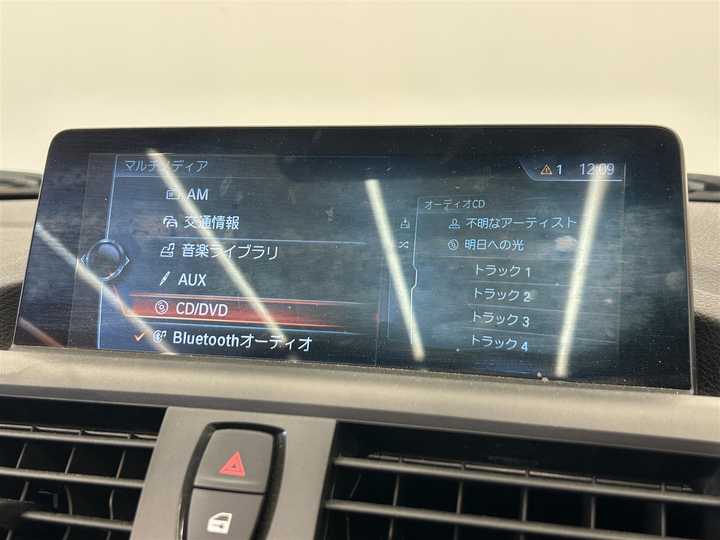 マルチメディア
1 12:09
AM
交通情報
音楽ライブラリ
AUX
CD/DVD
Bluetoothオーディオ
オーディオCD
不明なアーティスト
明日への光
トラック 1
トラック 2
トラック 3
トラック 4